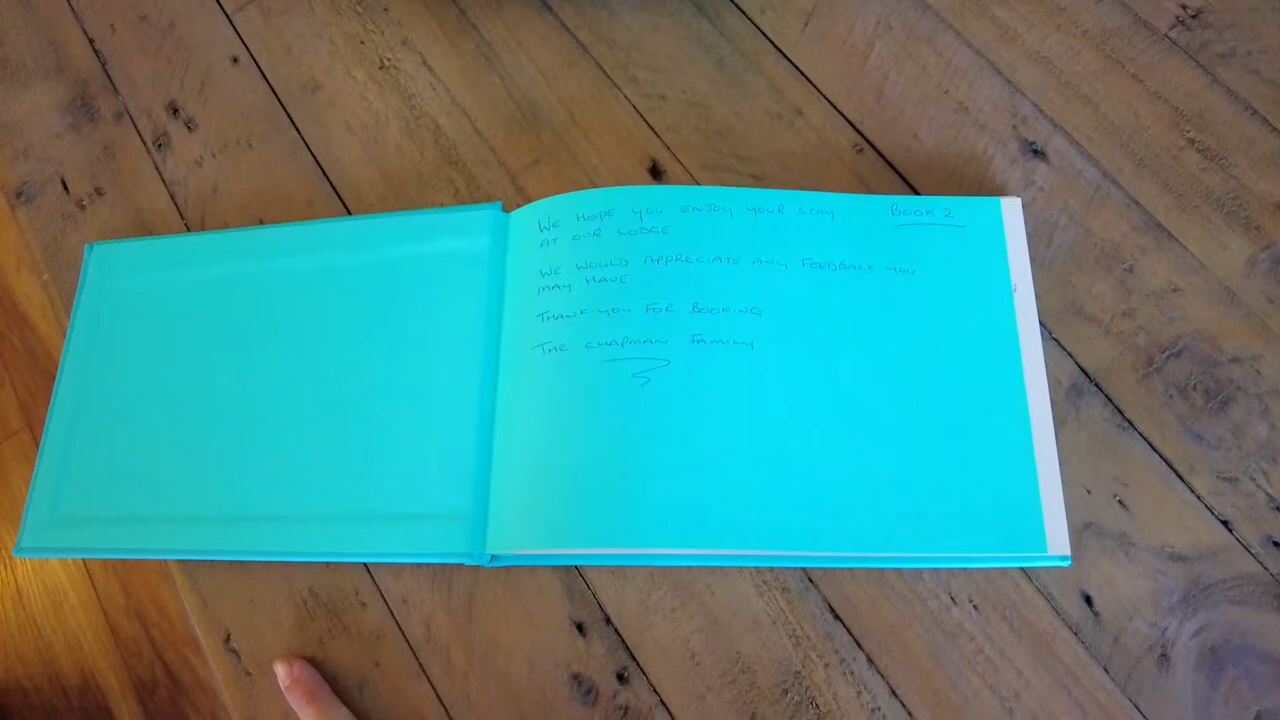 WE HOPE YOU ENJOY YOUR STAY
BOOK 2
AT OUR LODGE
WE WOULD APPRECIATE ANY FEEDBACK YOU
MAY HAVE.
THANK-YOU FOR BOOKING
THE CHAPMAN FAMILY